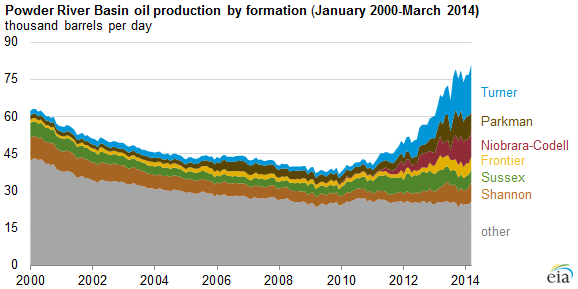 Powder River Basin oil production by formation (January 2000-March 2014)
thousand barrels per day
90
75
60
45
30
15
0
2000 2002 2004 2006 2008 2010 2012 2014
Turner
Parkman
Niobrara-Codell
Frontier
Sussex
Shannon
other
eia